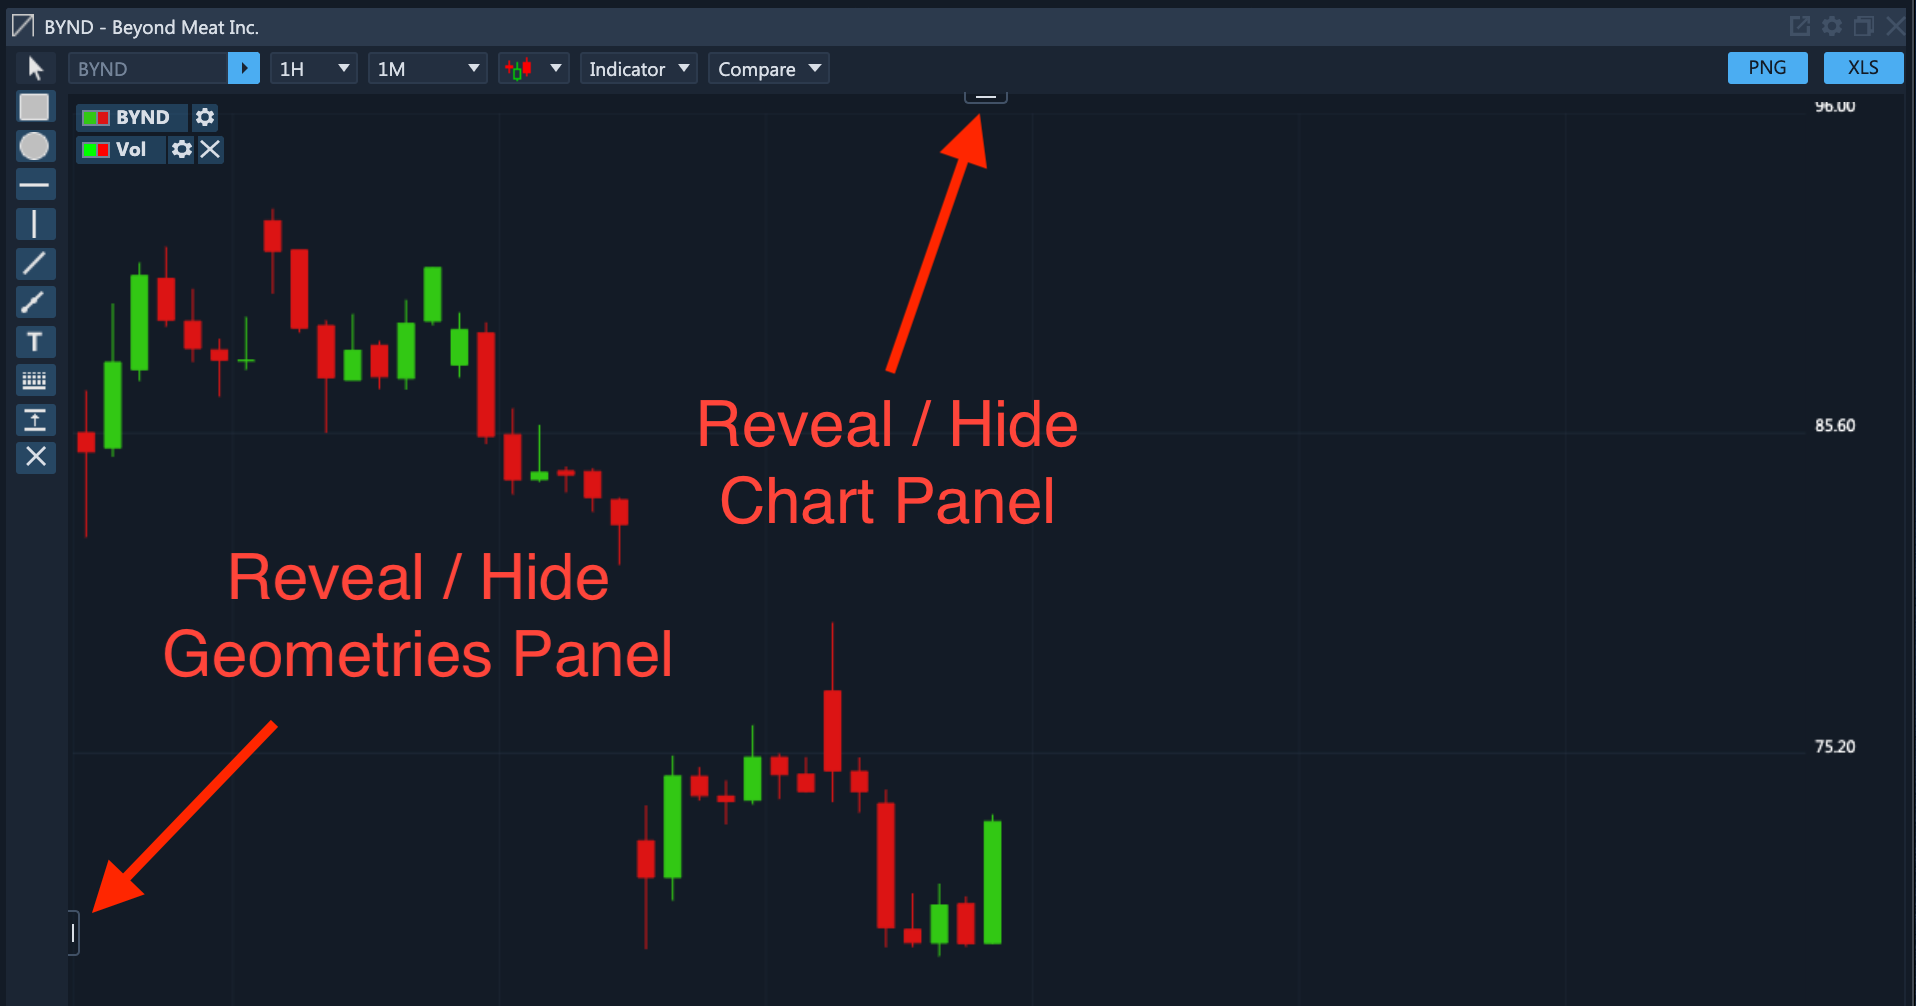 BYND - Beyond Meat Inc.
BYND
1H
1M
Indicator
Compare
PNG
XLS
BYND
Vol
T
96.00
85.60
75.20
Reveal / Hide
Chart Panel
Reveal / Hide
Geometries Panel